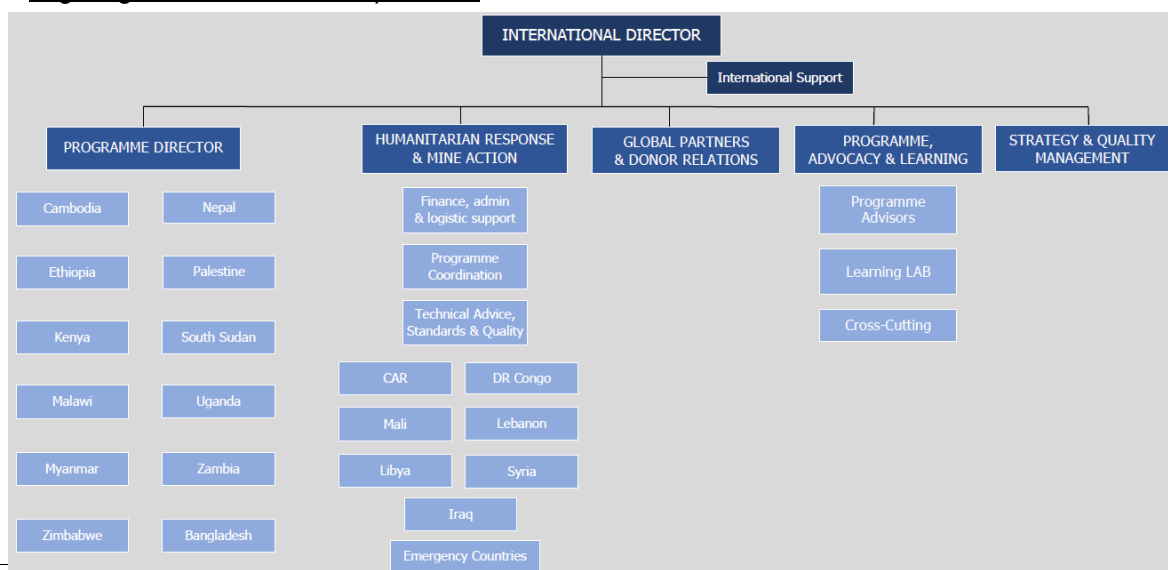 INTERNATIONAL DIRECTOR
International Support
PROGRAMME DIRECTOR
Cambodia
Nepal
Ethiopia
Palestine
Kenya
South Sudan
Malawi
Uganda
Myanmar
Zambia
Zimbabwe
Bangladesh
HUMANITARIAN RESPONSE
& MINE ACTION
Finance, admin
& logistic support
Programme
Coordination
Technical Advice,
Standards & Quality
CAR
DR Congo
Mali
Lebanon
Libya
Syria
Iraq
Emergency Countries
GLOBAL PARTNERS
& DONOR RELATIONS
PROGRAMME,
ADVOCACY & LEARNING
Programme
Advisors
Learning LAB
Cross-Cutting
STRATEGY & QUALITY
MANAGEMENT